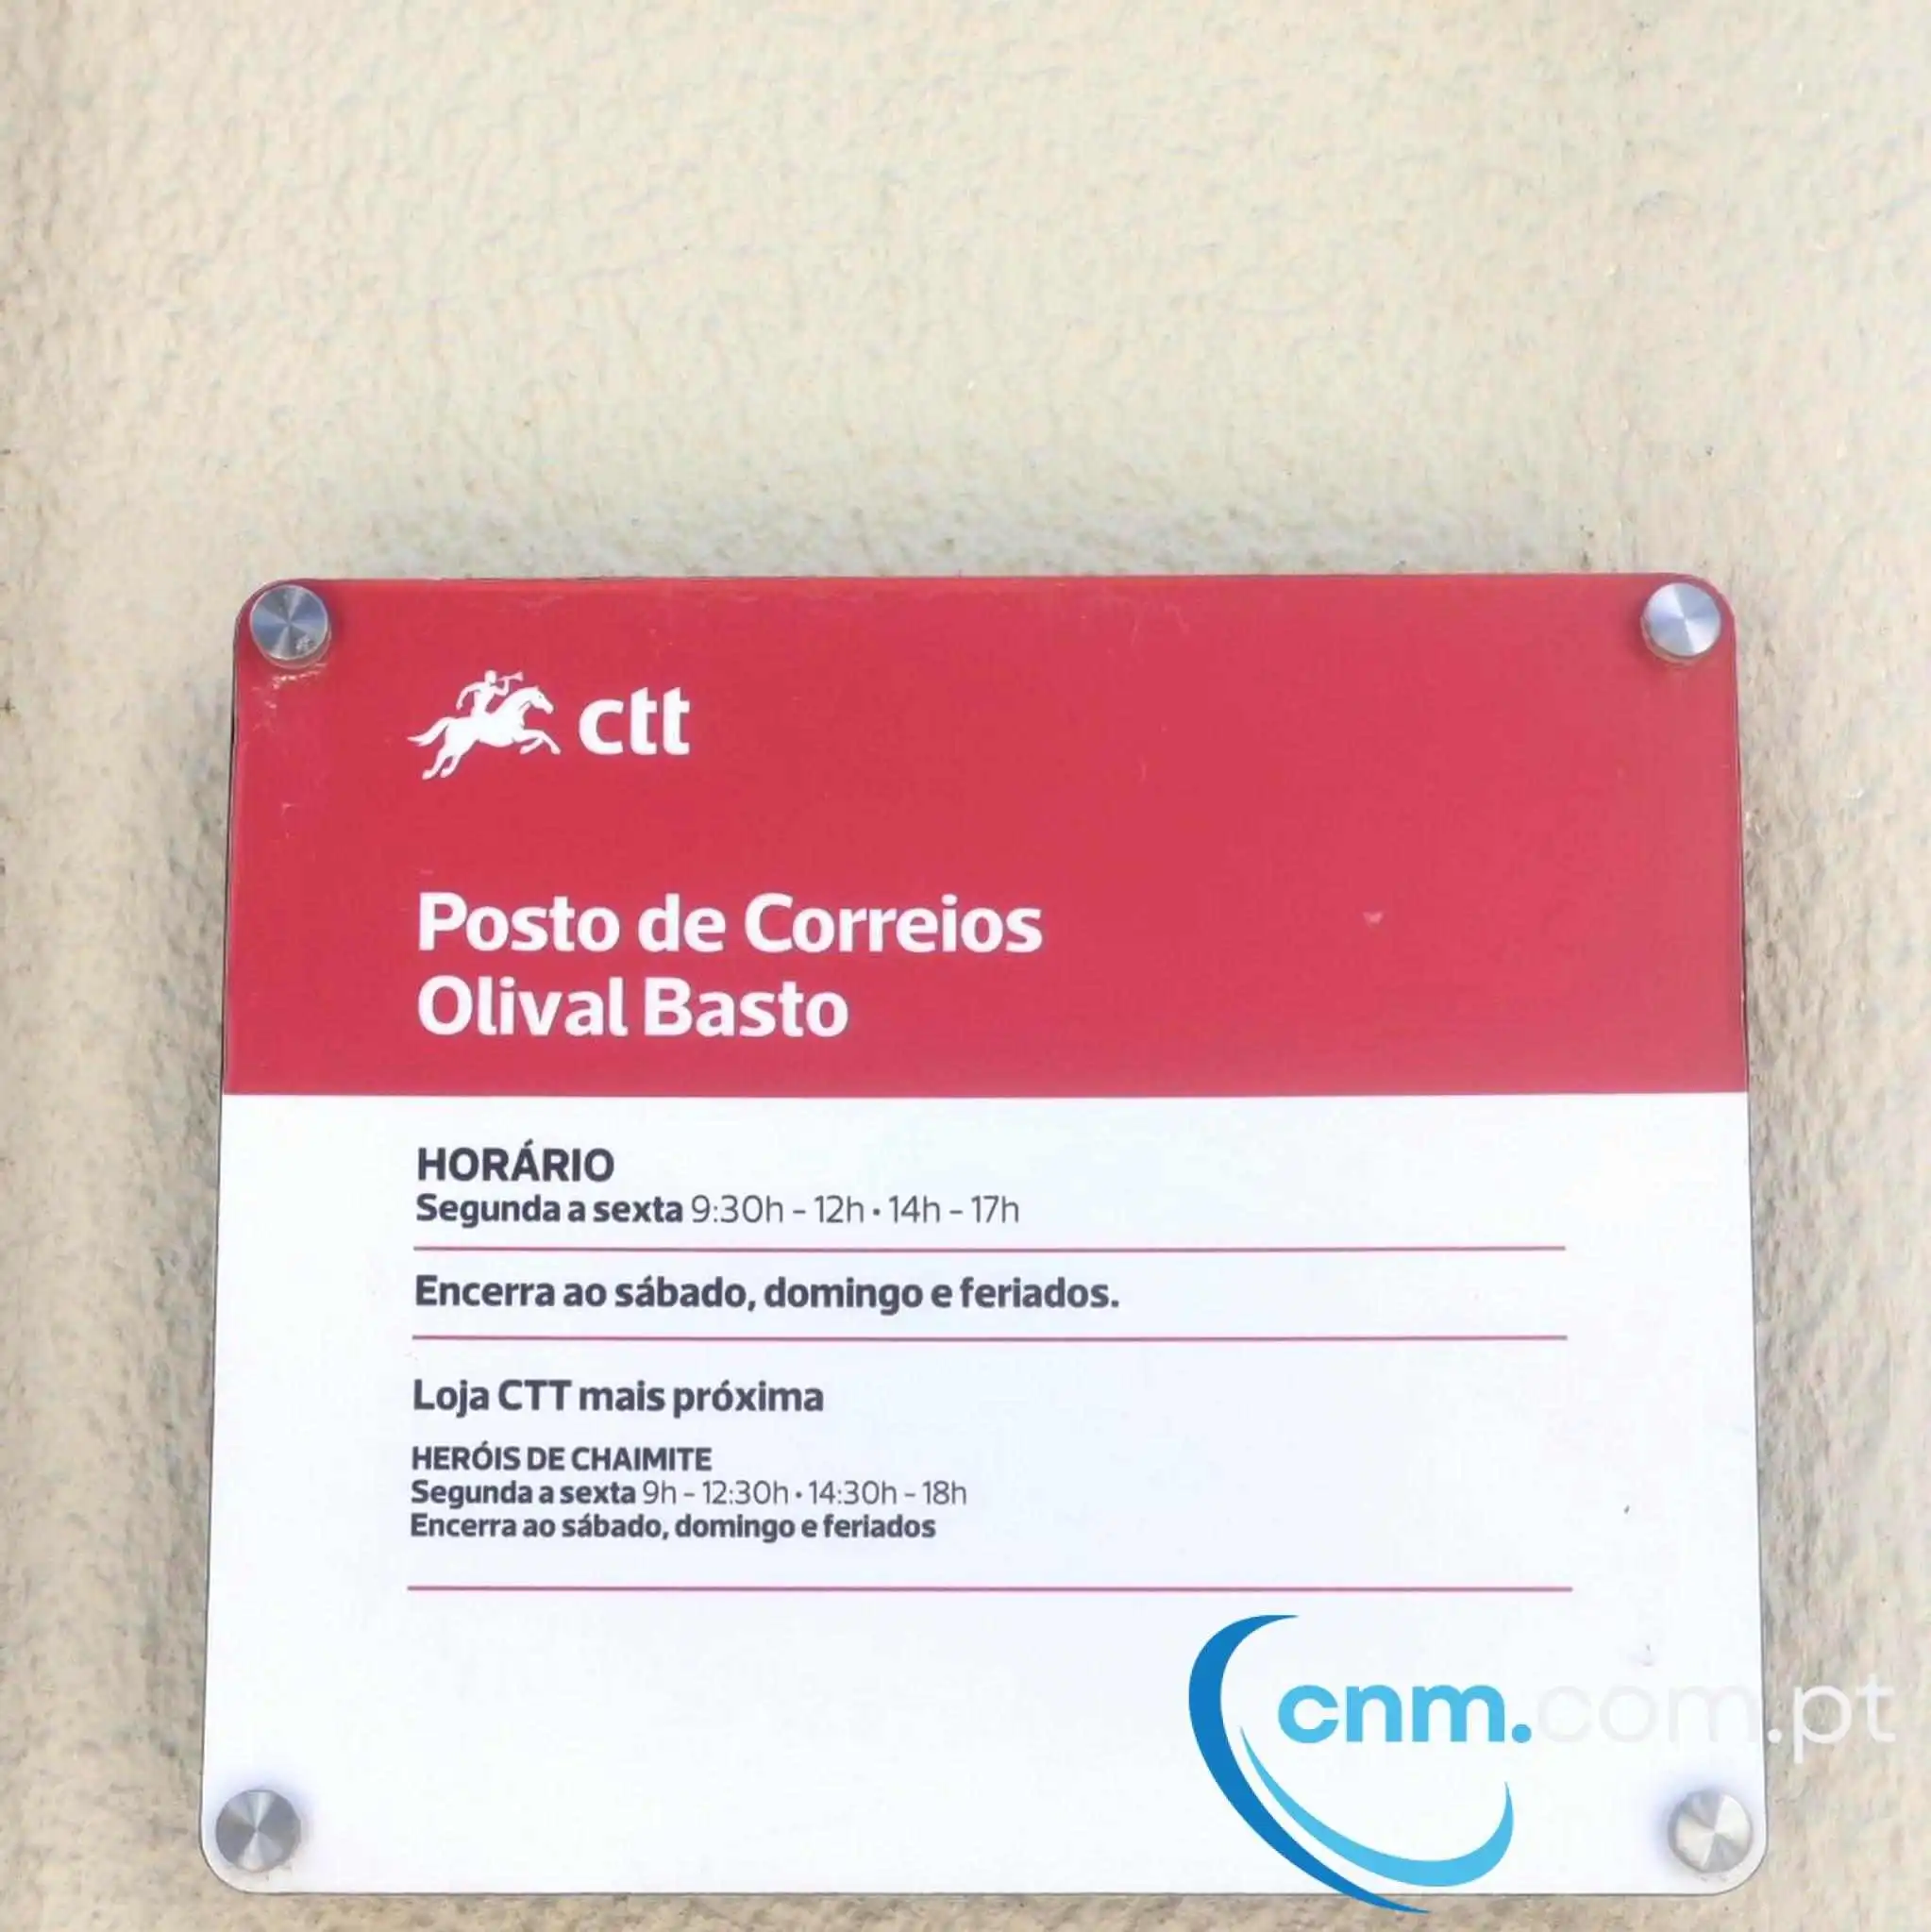 ctt
Posto de Correios
Olival Basto
HORÁRIO
Segunda a sexta 9:30h - 12h • 14h - 17h
Encerra ao sábado, domingo e feriados.
Loja CTT mais próxima
HERÓIS DE CHAIMITE
Segunda a sexta 9h - 12:30h • 14:30h - 18h
Encerra ao sábado, domingo e feriados
cnm.com.pt